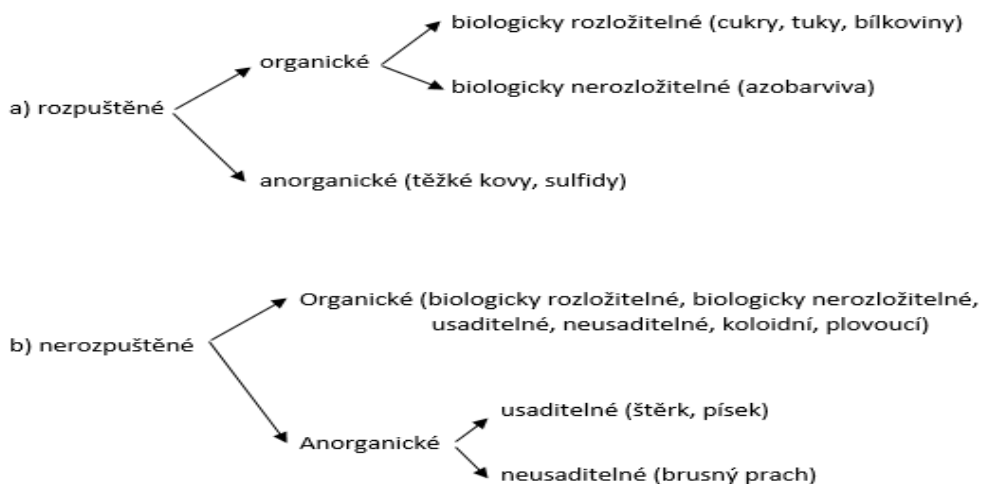 biologicky rozložitelné (cukry, tuky, bílkoviny)
organické
biologicky nerozložitelné (azobarviva)
a) rozpuštěné
anorganické (těžké kovy, sulfidy)
Organické (biologicky rozložitelné, biologicky nerozložitelné,
usaditelné, neusaditelné, koloidní, plovoucí)
b) nerozpuštěné
usaditelné (štěrk, písek)
Anorganické
neusaditelné (brusný prach)